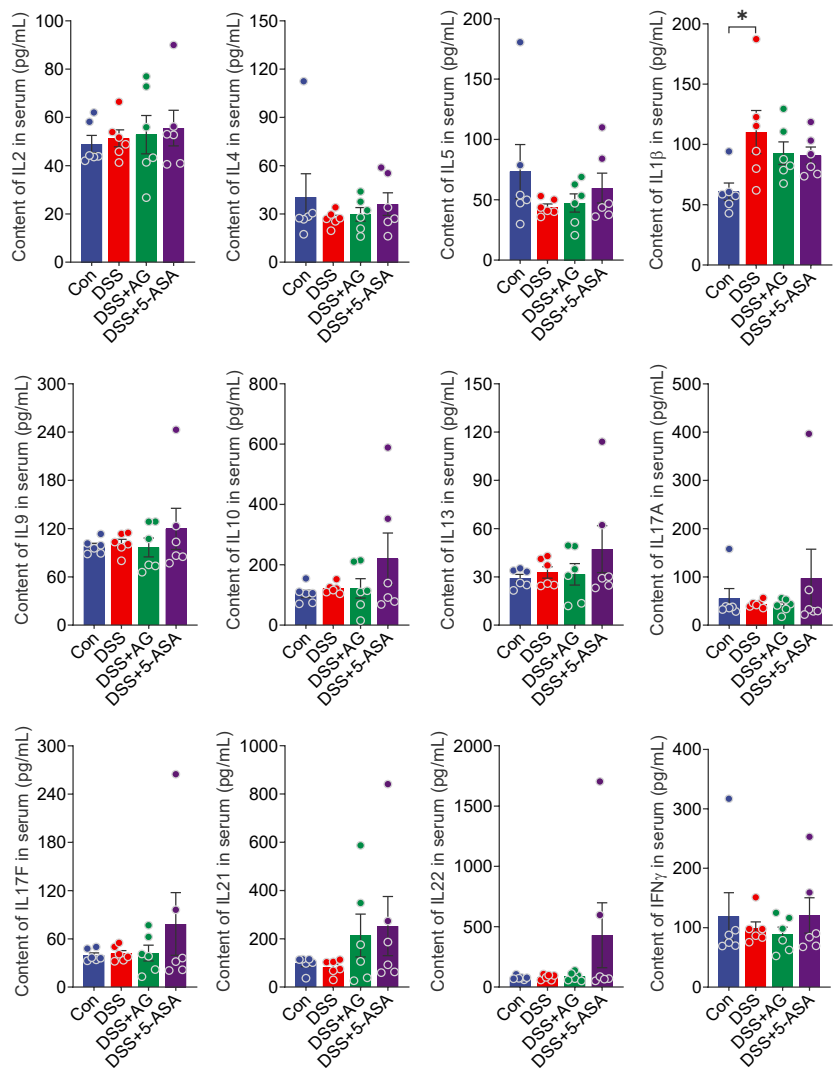 Content of IL2 in serum (pg/mL)
100
80
60
40
20
0
Con
DSS
DSS+AG
DSS+5-ASA
Content of IL4 in serum (pg/mL)
150
120
90
60
30
0
Con
DSS
DSS+AG
DSS+5-ASA
Content of IL5 in serum (pg/mL)
200
150
100
50
0
Con
DSS
DSS+AG
DSS+5-ASA
Content of IL1β in serum (pg/mL)
200
150
100
50
0
*
Con
DSS
DSS+AG
DSS+5-ASA
Content of IL9 in serum (pg/mL)
300
240
180
120
60
0
Con
DSS
DSS+AG
DSS+5-ASA
Content of IL10 in serum (pg/mL)
800
600
400
200
0
Con
DSS
DSS+AG
DSS+5-ASA
Content of IL13 in serum (pg/mL)
150
120
90
60
30
0
Con
DSS
DSS+AG
DSS+5-ASA
Content of IL17A in serum (pg/mL)
500
400
300
200
100
0
Con
DSS
DSS+AG
DSS+5-ASA
Content of IL17F in serum (pg/mL)
300
240
180
120
60
0
Con
DSS
DSS+AG
DSS+5-ASA
Content of IL21 in serum (pg/mL)
1000
800
600
400
200
0
Con
DSS
DSS+AG
DSS+5-ASA
Content of IL22 in serum (pg/mL)
2000
1500
1000
500
0
Con
DSS
DSS+AG
DSS+5-ASA
Content of IFNγ in serum (pg/mL)
400
300
200
100
0
Con
DSS
DSS+AG
DSS+5-ASA